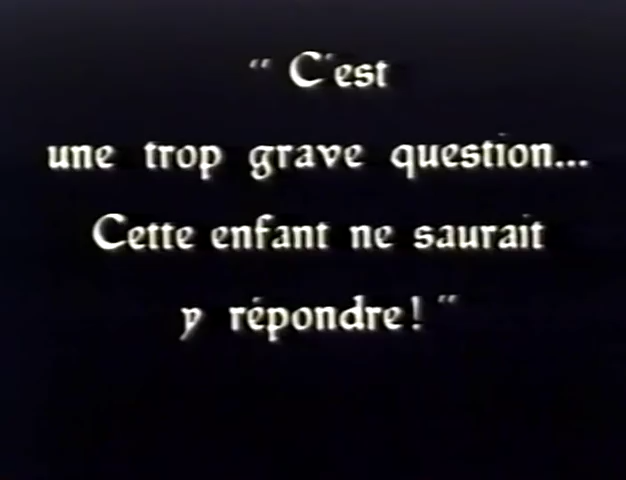 “ C'est
une trop grave question...
Cette enfant ne saurait
y répondre! ”